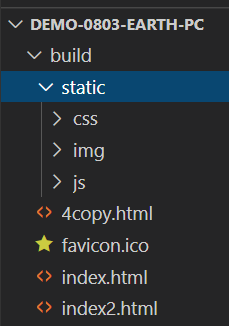 DEMO-0803-EARTH-PC
build
static
css
img
js
4copy.html
favicon.ico
index.html
index2.html